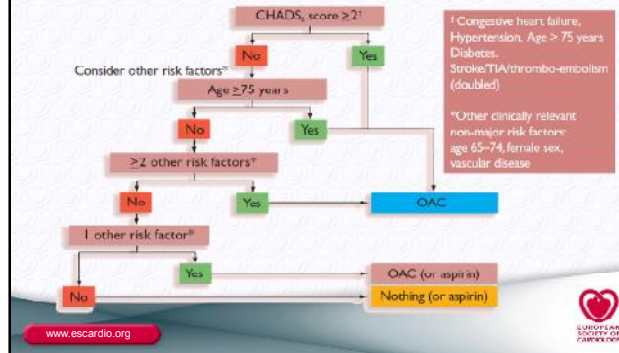 CHADS₂ score ≥2‡
No
Yes
Consider other risk factors*
Age ≥75 years
No
Yes
≥2 other risk factors*
No
Yes
OAC
1 other risk factor*
Yes
OAC (or aspirin)
No
Nothing (or aspirin)
‡ Congestive heart failure,
Hypertension. Age > 75 years
Diabetes.
Stroke/TIA/thrombo-embolism
(doubled)
*Other clinically relevant
non-major risk factors:
age 65–74, female sex,
vascular disease
www.escardio.org
EUROPEAN
SOCIETY OF
CARDIOLOGY